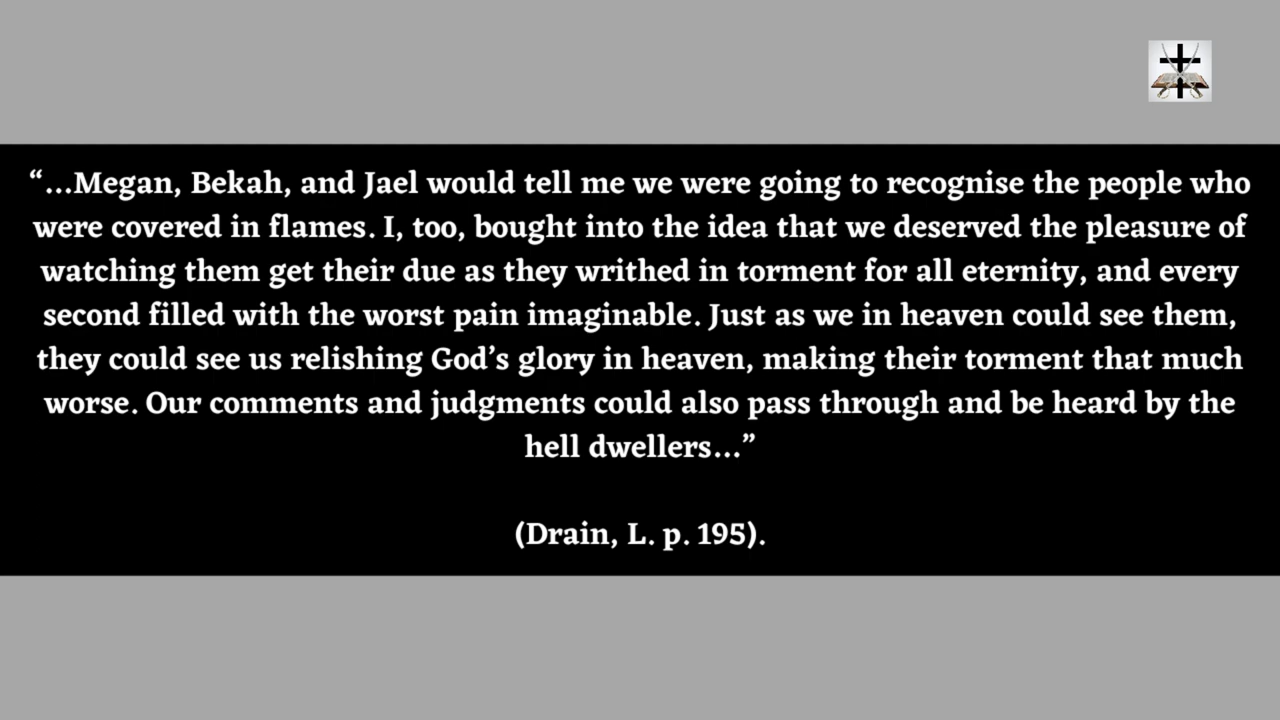 “...Megan, Bekah, and Jael would tell me we were going to recognise the people who
were covered in flames. I, too, bought into the idea that we deserved the pleasure of
watching them get their due as they writhed in torment for all eternity, and every
second filled with the worst pain imaginable. Just as we in heaven could see them,
they could see us relishing God’s glory in heaven, making their torment that much
worse. Our comments and judgments could also pass through and be heard by the
hell dwellers...”
(Drain, L. p. 195).